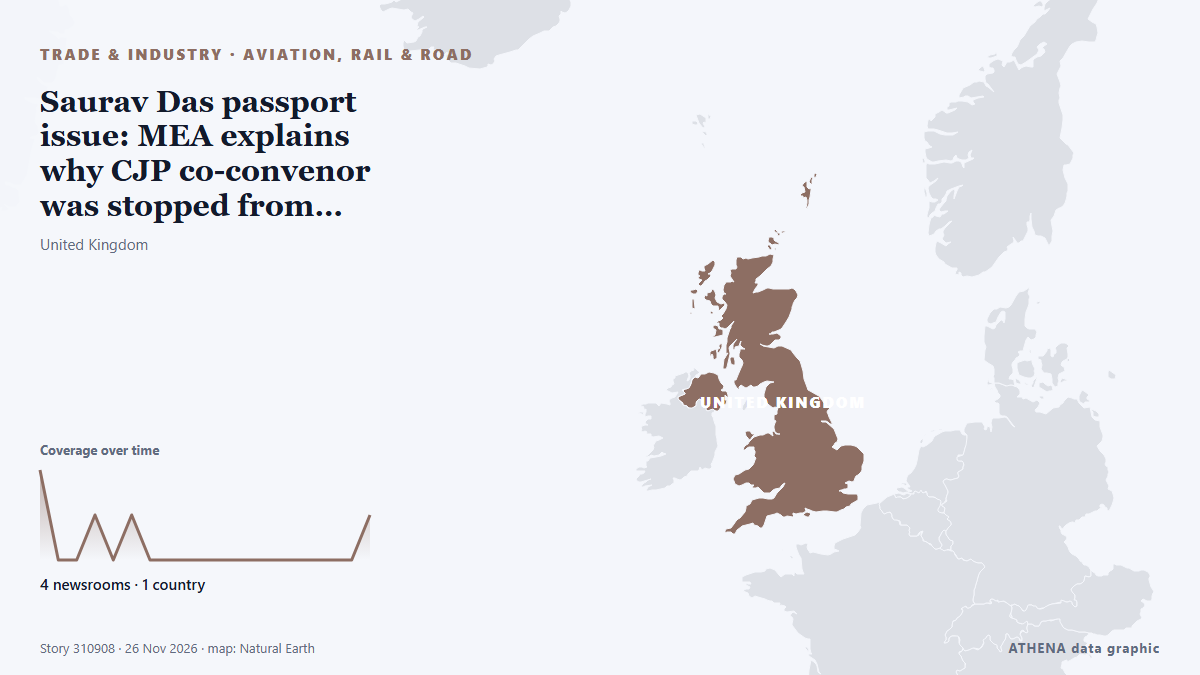 TRADE & INDUSTRY · AVIATION, RAIL & ROAD
Saurav Das passport
issue: MEA explains
why CJP co-convenor
was stopped from...
United Kingdom
UNITED KINGDOM
Coverage over time
4 newsrooms · 1 country
Story 310908 · 26 Nov 2026 · map: Natural Earth
ATHENA data graphic